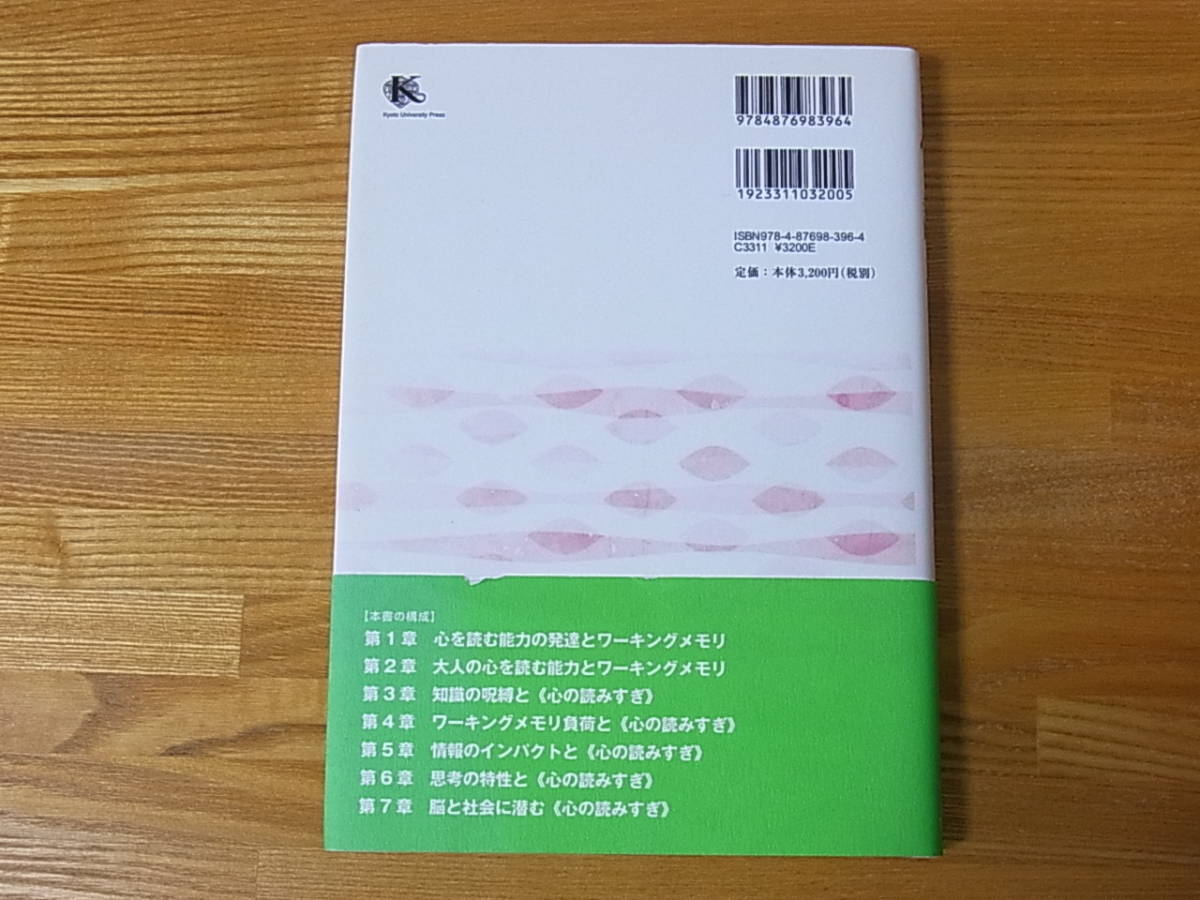 K
Kyoto University Press
9784876983964
1923311032005
ISBN978-4-87698-396-4
C3311 ¥3200E
定価：本体3,200円（税別）
【本書の構成】
第1章 心を読む能力の発達とワーキングメモリ
第2章 大人の心を読む能力とワーキングメモリ
第3章 知識の呪縛と《心の読みすぎ》
第4章 ワーキングメモリ負荷と《心の読みすぎ》
第5章 情報のインパクトと《心の読みすぎ》
第6章 思考の特性と《心の読みすぎ》
第7章 脳と社会に潜む《心の読みすぎ》